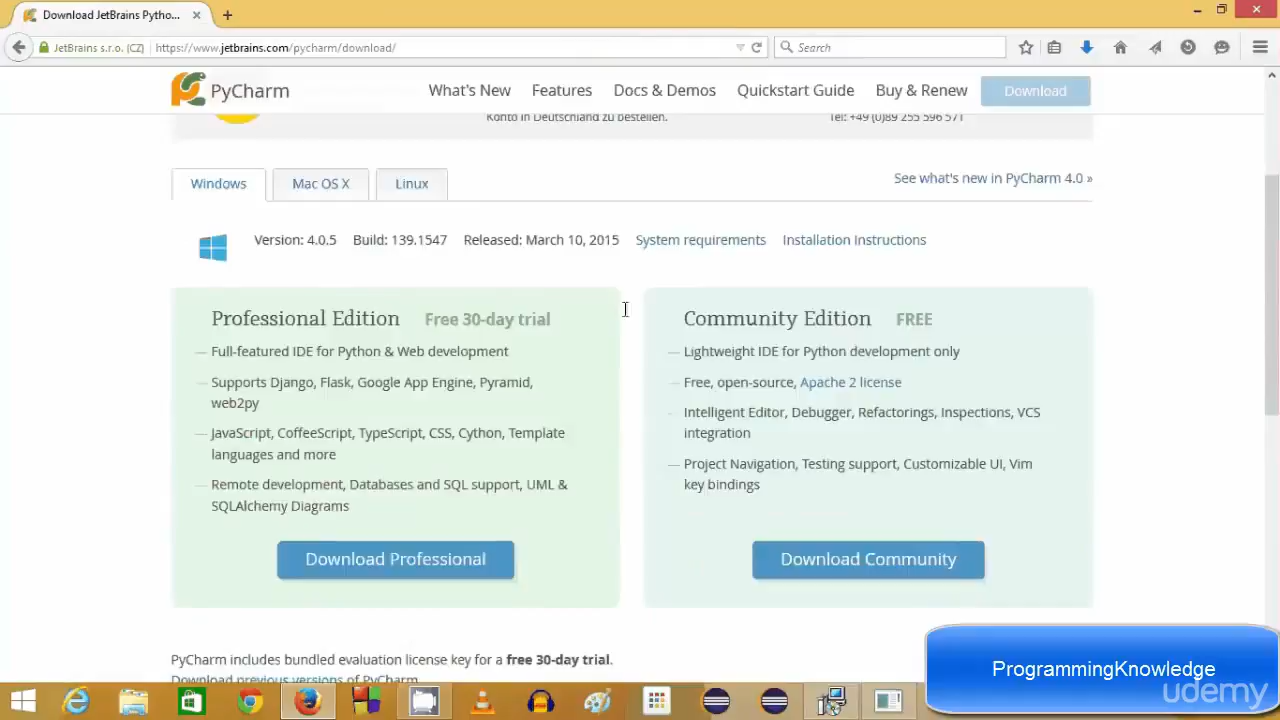 Download JetBrains Pytho...
JetBrains s.r.o. (CZ)
https://www.jetbrains.com/pycharm/download/
Search
PyCharm
What's New
Features
Docs & Demos
Quickstart Guide
Buy & Renew
Download
Konto in Deutschland zu bestellen.
Tel: +49 (0)89 255 596 571
Windows
Mac OS X
Linux
See what's new in PyCharm 4.0 »
Version: 4.0.5
Build: 139.1547
Released: March 10, 2015
System requirements
Installation Instructions
Professional Edition Free 30-day trial
— Full-featured IDE for Python & Web development
— Supports Django, Flask, Google App Engine, Pyramid,
web2py
— JavaScript, CoffeeScript, TypeScript, CSS, Cython, Template
languages and more
— Remote development, Databases and SQL support, UML &
SQLAlchemy Diagrams
Download Professional
Community Edition FREE
— Lightweight IDE for Python development only
— Free, open-source, Apache 2 license
— Intelligent Editor, Debugger, Refactorings, Inspections, VCS
integration
— Project Navigation, Testing support, Customizable UI, Vim
key bindings
Download Community
PyCharm includes bundled evaluation license key for a free 30-day trial.
Download previous versions of PyCharm
ProgrammingKnowledge
udemy